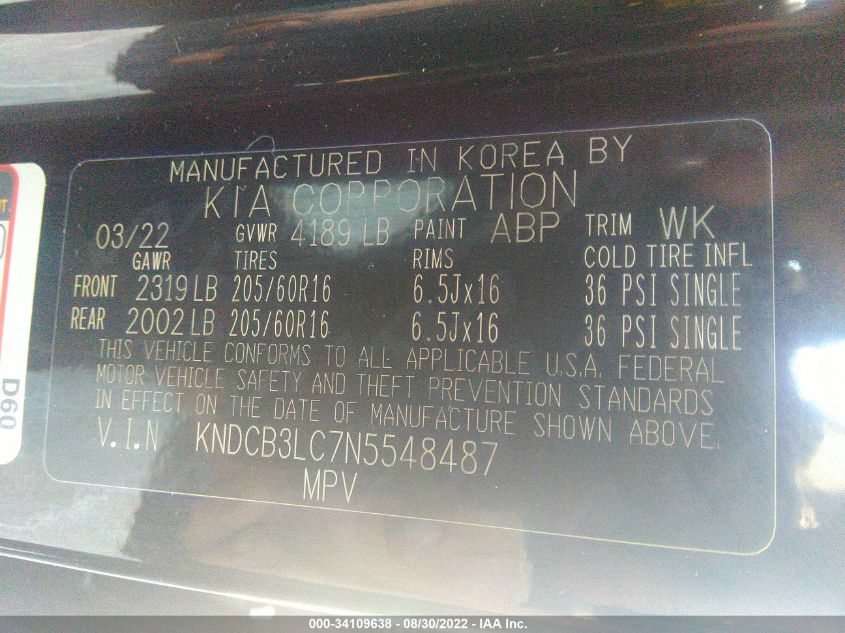 MANUFACTURED IN KOREA BY
KIA CORPORATION
03/22 GVWR 4189 LB PAINT ABP TRIM WK
GAWR TIRES RIMS COLD TIRE INFL
FRONT 2319 LB 205/60R16 6.5Jx16 36 PSI SINGLE
REAR 2002 LB 205/60R16 6.5Jx16 36 PSI SINGLE
THIS VEHICLE CONFORMS TO ALL APPLICABLE U.S.A. FEDERAL
MOTOR VEHICLE SAFETY AND THEFT PREVENTION STANDARDS
IN EFFECT ON THE DATE OF MANUFACTURE SHOWN ABOVE.
V.I.N KNDCB3LC7N5548487
MPV
D60
000-34109638 - 08/30/2022 - IAA Inc.